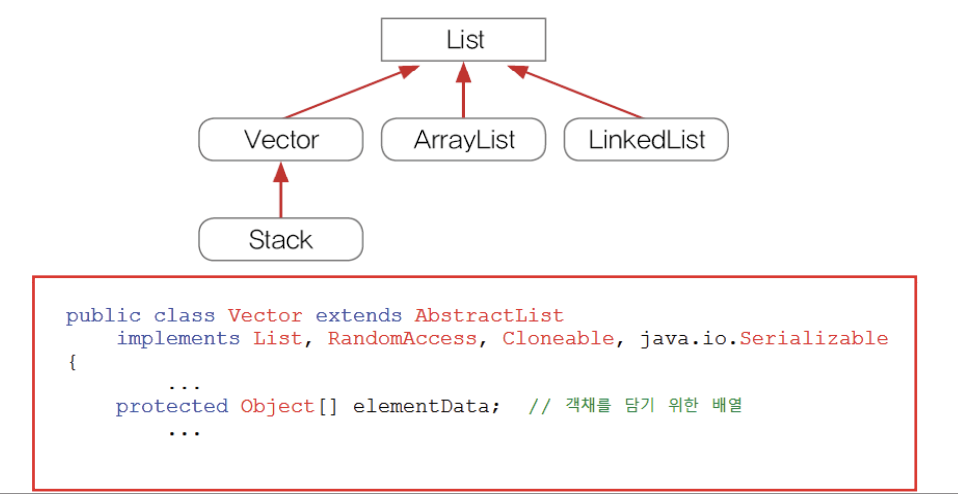 List
Vector ArrayList LinkedList
Stack
public class Vector extends AbstractList
implements List, RandomAccess, Cloneable, java.io.Serializable
{
...
protected Object[] elementData; // 객채를 담기 위한 배열
...